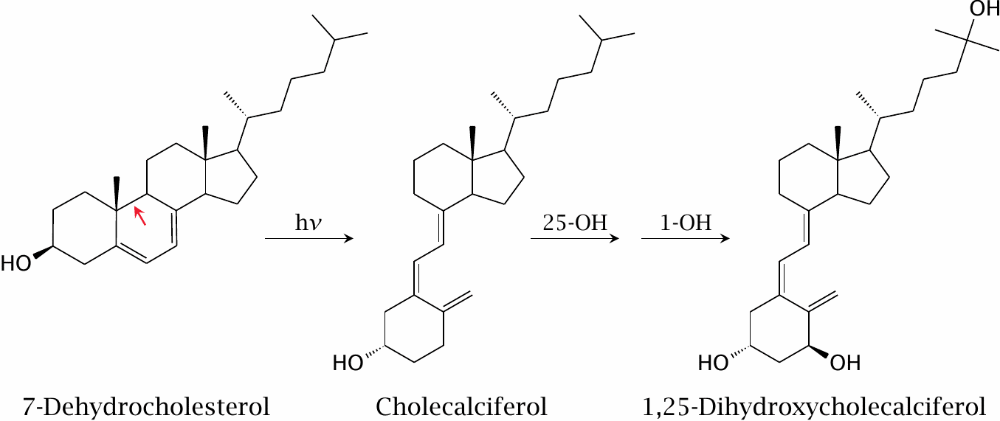 OH
hν
25-OH
1-OH
HO
HO
HO
OH
7-Dehydrocholesterol
Cholecalciferol
1,25-Dihydroxycholecalciferol